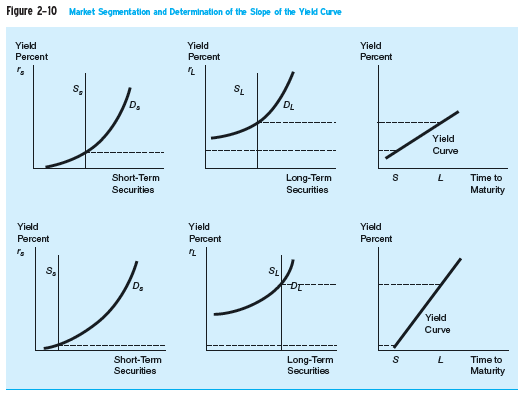 Figure 2–10 Market Segmentation and Determination of the Slope of the Yield Curve
Yield
Percent
rs
Ss
Ds
Short-Term
Securities
Yield
Percent
rL
SL
DL
Long-Term
Securities
Yield
Percent
Yield
Curve
S
L
Time to
Maturity
Yield
Percent
rs
Ss
Ds
Short-Term
Securities
Yield
Percent
rL
SL
DL
Long-Term
Securities
Yield
Percent
Yield
Curve
S
L
Time to
Maturity